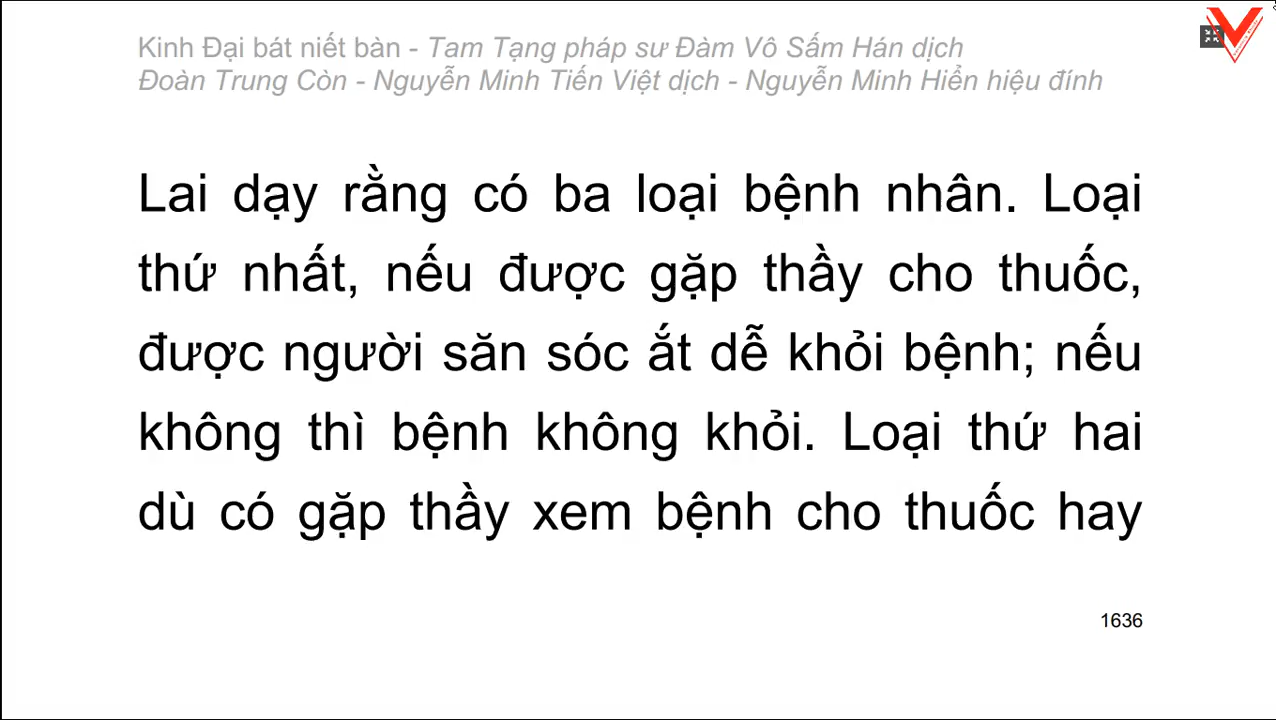 Kinh Đại bát niết bàn - Tam Tạng pháp sư Đàm Vô Sấm Hán dịch
Đoàn Trung Còn - Nguyễn Minh Tiến Việt dịch - Nguyễn Minh Hiển hiệu đính
Lai dạy rằng có ba loại bệnh nhân. Loại
thứ nhất, nếu được gặp thầy cho thuốc,
được người săn sóc ắt dễ khỏi bệnh; nếu
không thì bệnh không khỏi. Loại thứ hai
dù có gặp thầy xem bệnh cho thuốc hay
1636